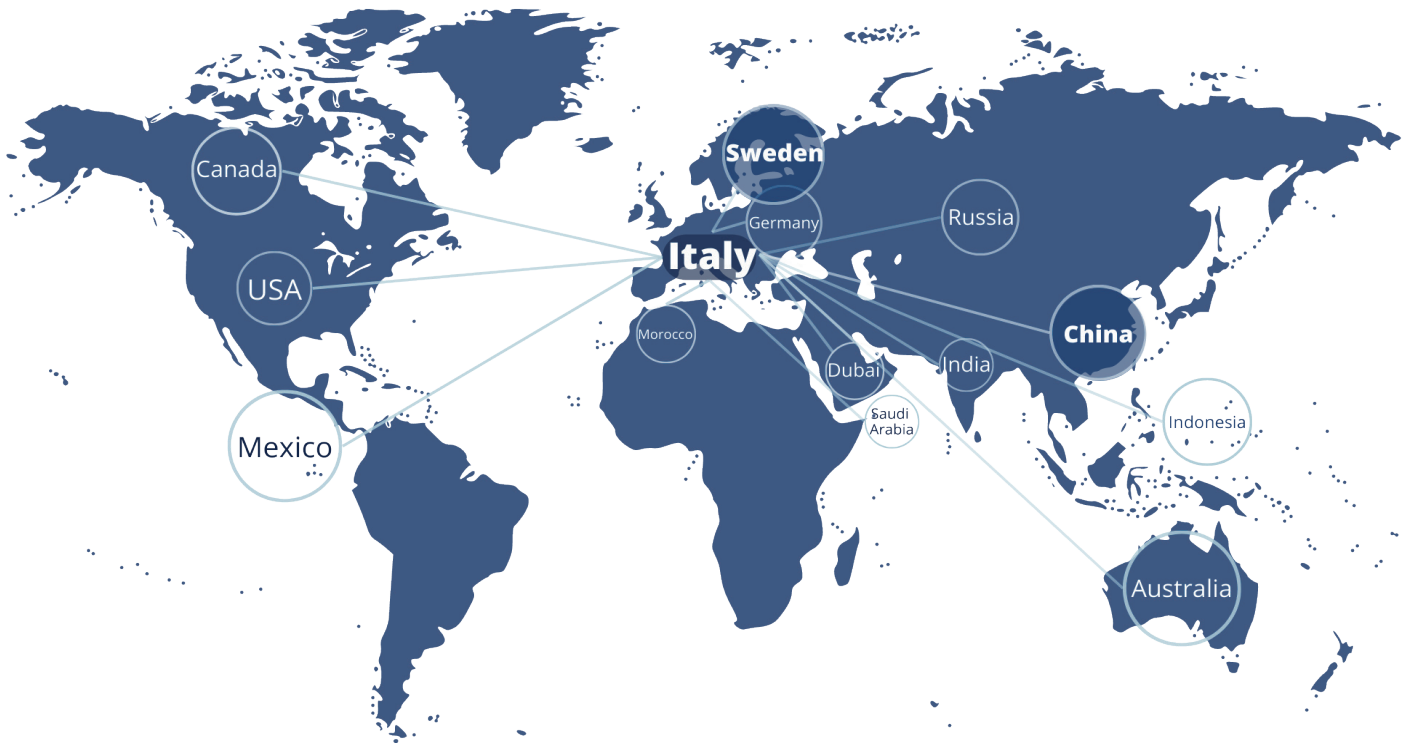 Sweden
Canada
Russia
Germany
Italy
USA
China
Morocco
Dubai
India
Saudi
Arabia
Indonesia
Mexico
Australia